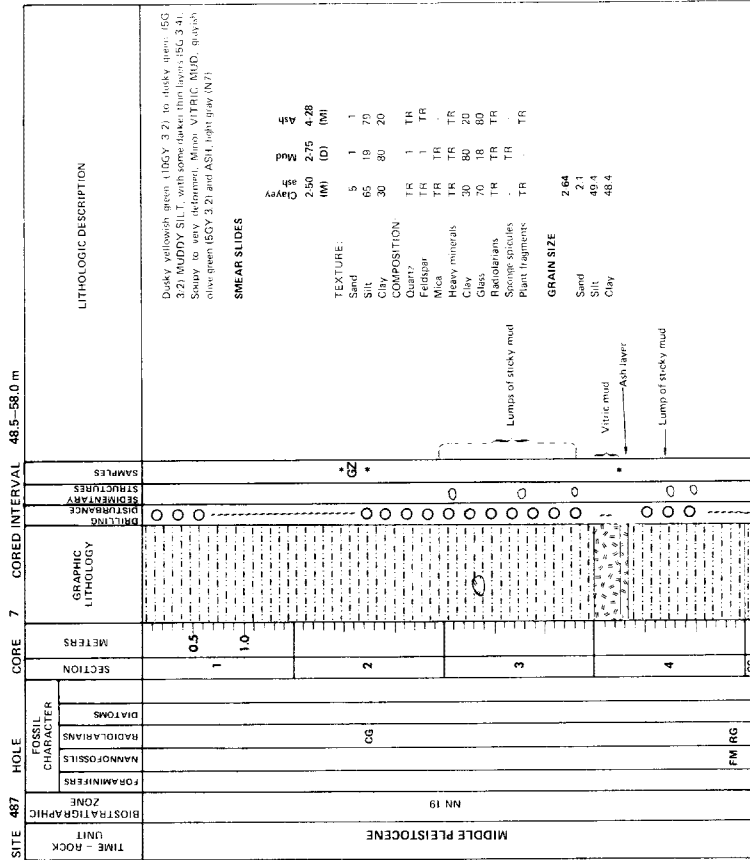 SITE 487 HOLE CORE 7 CORED INTERVAL 48.5–58.0 m
TIME – ROCK UNIT
BIOSTRATIGRAPHIC ZONE
FOSSIL CHARACTER
FORAMINIFERS
NANNOFOSSILS
RADIOLARIANS
DIATOMS
SECTION
METERS
GRAPHIC LITHOLOGY
DRILLING DISTURBANCE
SEDIMENTARY STRUCTURES
SAMPLES
LITHOLOGIC DESCRIPTION
MIDDLE PLEISTOCENE
NN 19
CG
FM RG
1
0.5
1.0
2
3
4
CC
*
GZ
*
*
Lumps of sticky mud
Vitric mud
Ash layer
Lump of sticky mud
Dusky yellowish green (10GY 3.2) to dusky green (5G
3.2) MUDDY SILT, with some darker thin layers (5G 3.4).
Soupy to very deformed. Minor VITRIC MUD, grayish
olive green (5GY 3.2) and ASH, light gray (N7)
SMEAR SLIDES
Clayey ash Mud Ash
2-50 2-75 4-28
(M) (D) (M)
TEXTURE:
Sand 5 1 1
Silt 65 19 79
Clay 30 80 20
COMPOSITION:
Quartz TR 1 TR
Feldspar TR 1 TR
Mica TR TR -
Heavy minerals TR TR TR
Clay 30 80 20
Glass 70 18 80
Radiolarians TR TR TR
Sponge spicules - TR -
Plant fragments TR - TR
GRAIN SIZE
2-64
Sand 2.1
Silt 49.4
Clay 48.4